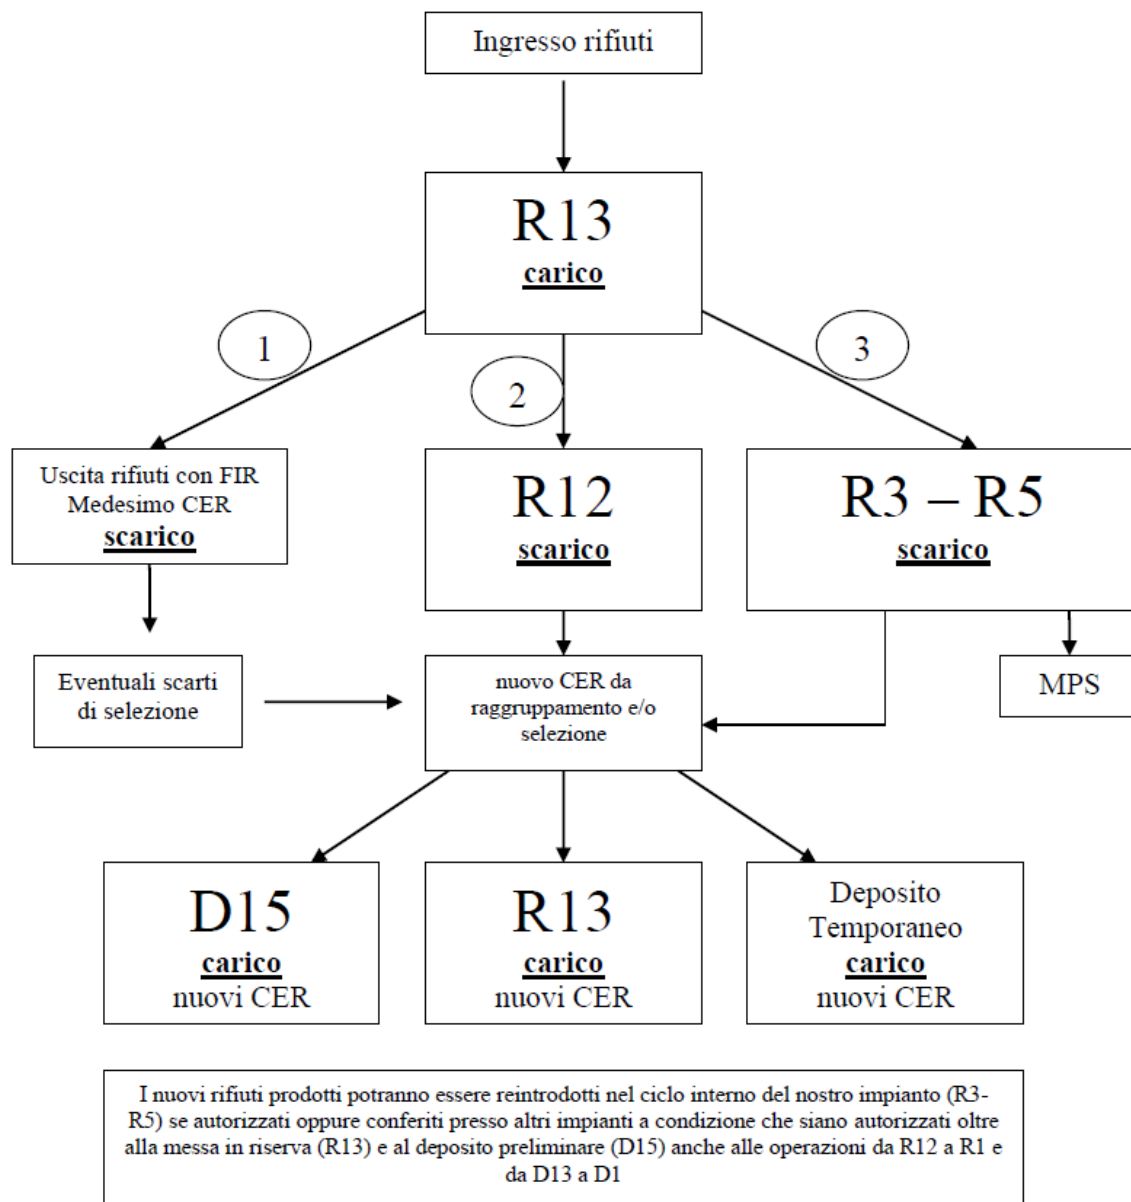 Ingresso rifiuti
R13
carico
1
2
3
Uscita rifiuti con FIR
Medesimo CER
scarico
R12
scarico
R3 – R5
scarico
Eventuali scarti
di selezione
nuovo CER da
raggruppamento e/o
selezione
MPS
D15
carico
nuovi CER
R13
carico
nuovi CER
Deposito
Temporaneo
carico
nuovi CER
I nuovi rifiuti prodotti potranno essere reintrodotti nel ciclo interno del nostro impianto (R3-
R5) se autorizzati oppure conferiti presso altri impianti a condizione che siano autorizzati oltre
alla messa in riserva (R13) e al deposito preliminare (D15) anche alle operazioni da R12 a R1 e
da D13 a D1